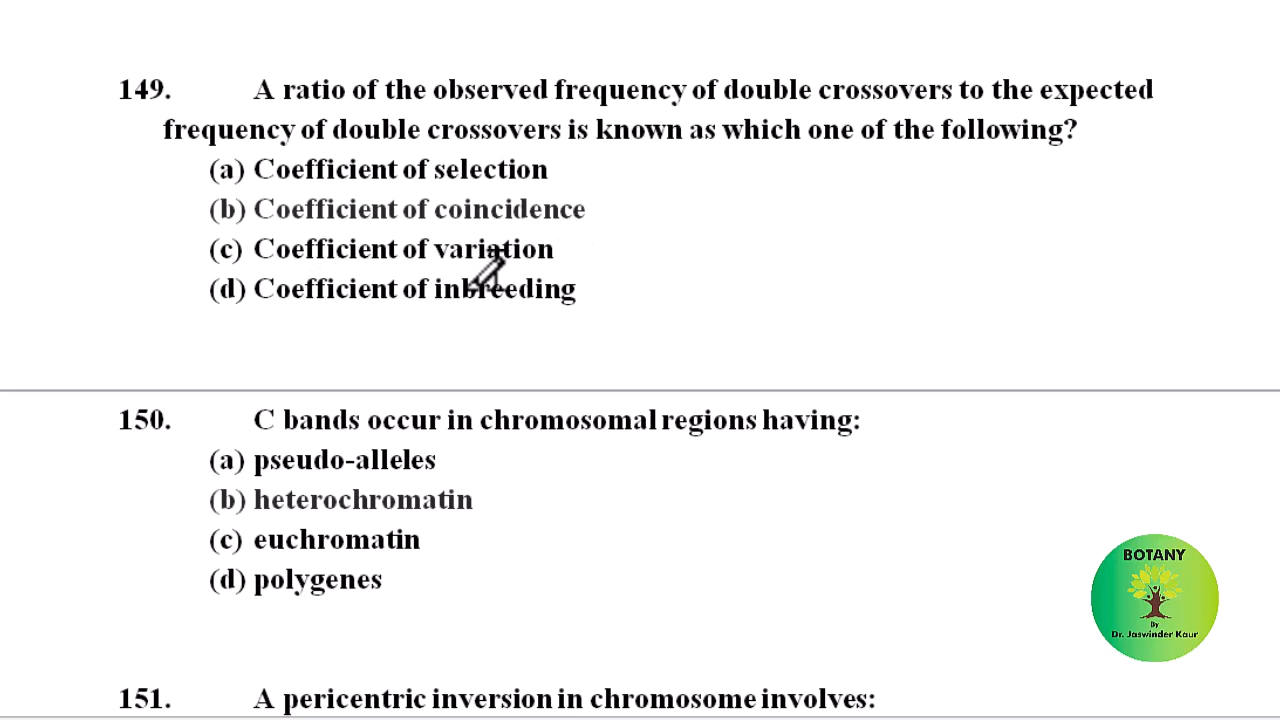 149. A ratio of the observed frequency of double crossovers to the expected
frequency of double crossovers is known as which one of the following?
(a) Coefficient of selection
(b) Coefficient of coincidence
(c) Coefficient of variation
(d) Coefficient of inbreeding
150. C bands occur in chromosomal regions having:
(a) pseudo-alleles
(b) heterochromatin
(c) euchromatin
(d) polygenes
BOTANY
By
Dr. Jaswinder Kaur
151. A pericentric inversion in chromosome involves: